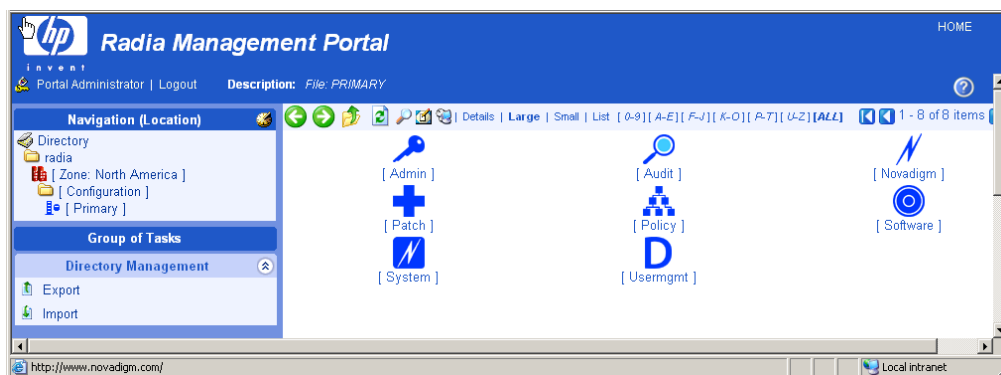 HOME
hp
invent
Radia Management Portal
Portal Administrator | Logout
Description: File: PRIMARY
Navigation (Location)
Directory
radia
[ Zone: North America ]
[ Configuration ]
[ Primary ]
Group of Tasks
Directory Management
Export
Import
| Details | Large | Small | List [ 0-9 ] [ A-E ] [ F-J ] [ K-O ] [ P-T ] [ U-Z ] [ALL] 1 - 8 of 8 items
[ Admin ] [ Audit ] [ Novadigm ]
[ Patch ] [ Policy ] [ Software ]
D
[ System ] [ Usermgmt ]
http://www.novadigm.com/ Local intranet